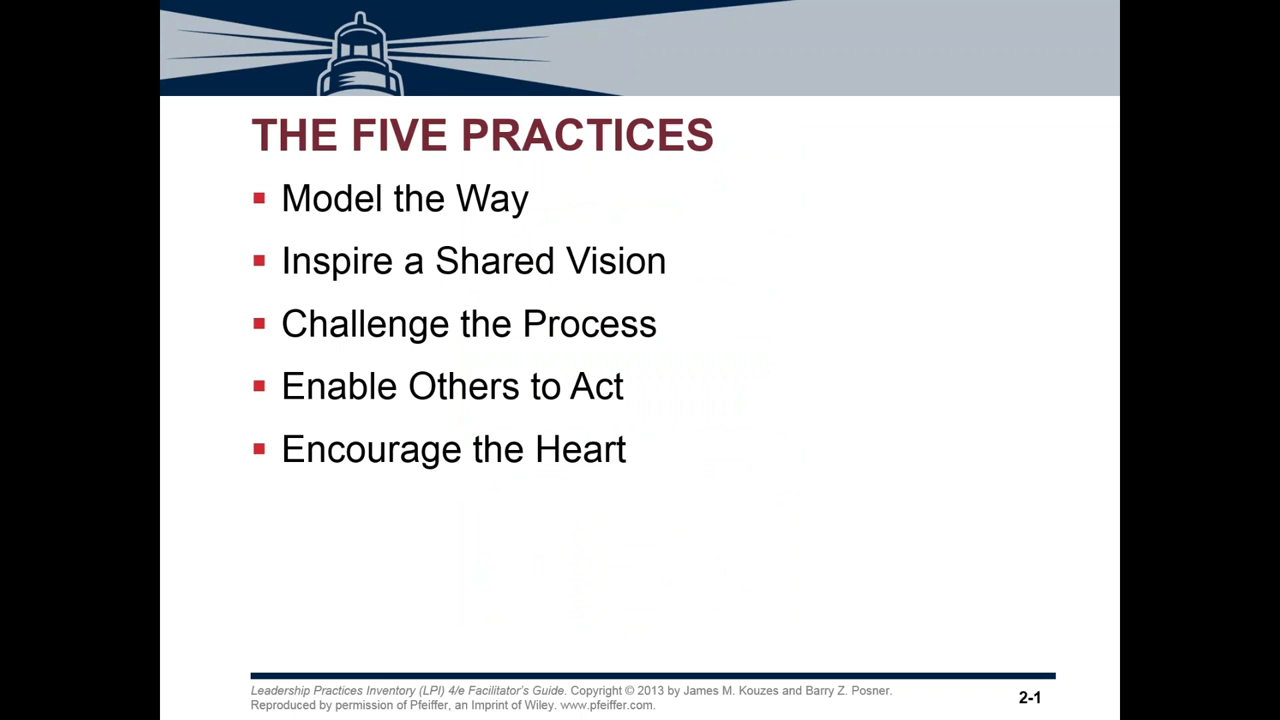 THE FIVE PRACTICES
▪ Model the Way
▪ Inspire a Shared Vision
▪ Challenge the Process
▪ Enable Others to Act
▪ Encourage the Heart
Leadership Practices Inventory (LPI) 4/e Facilitator's Guide. Copyright © 2013 by James M. Kouzes and Barry Z. Posner.
Reproduced by permission of Pfeiffer, an Imprint of Wiley. www.pfeiffer.com.
2-1